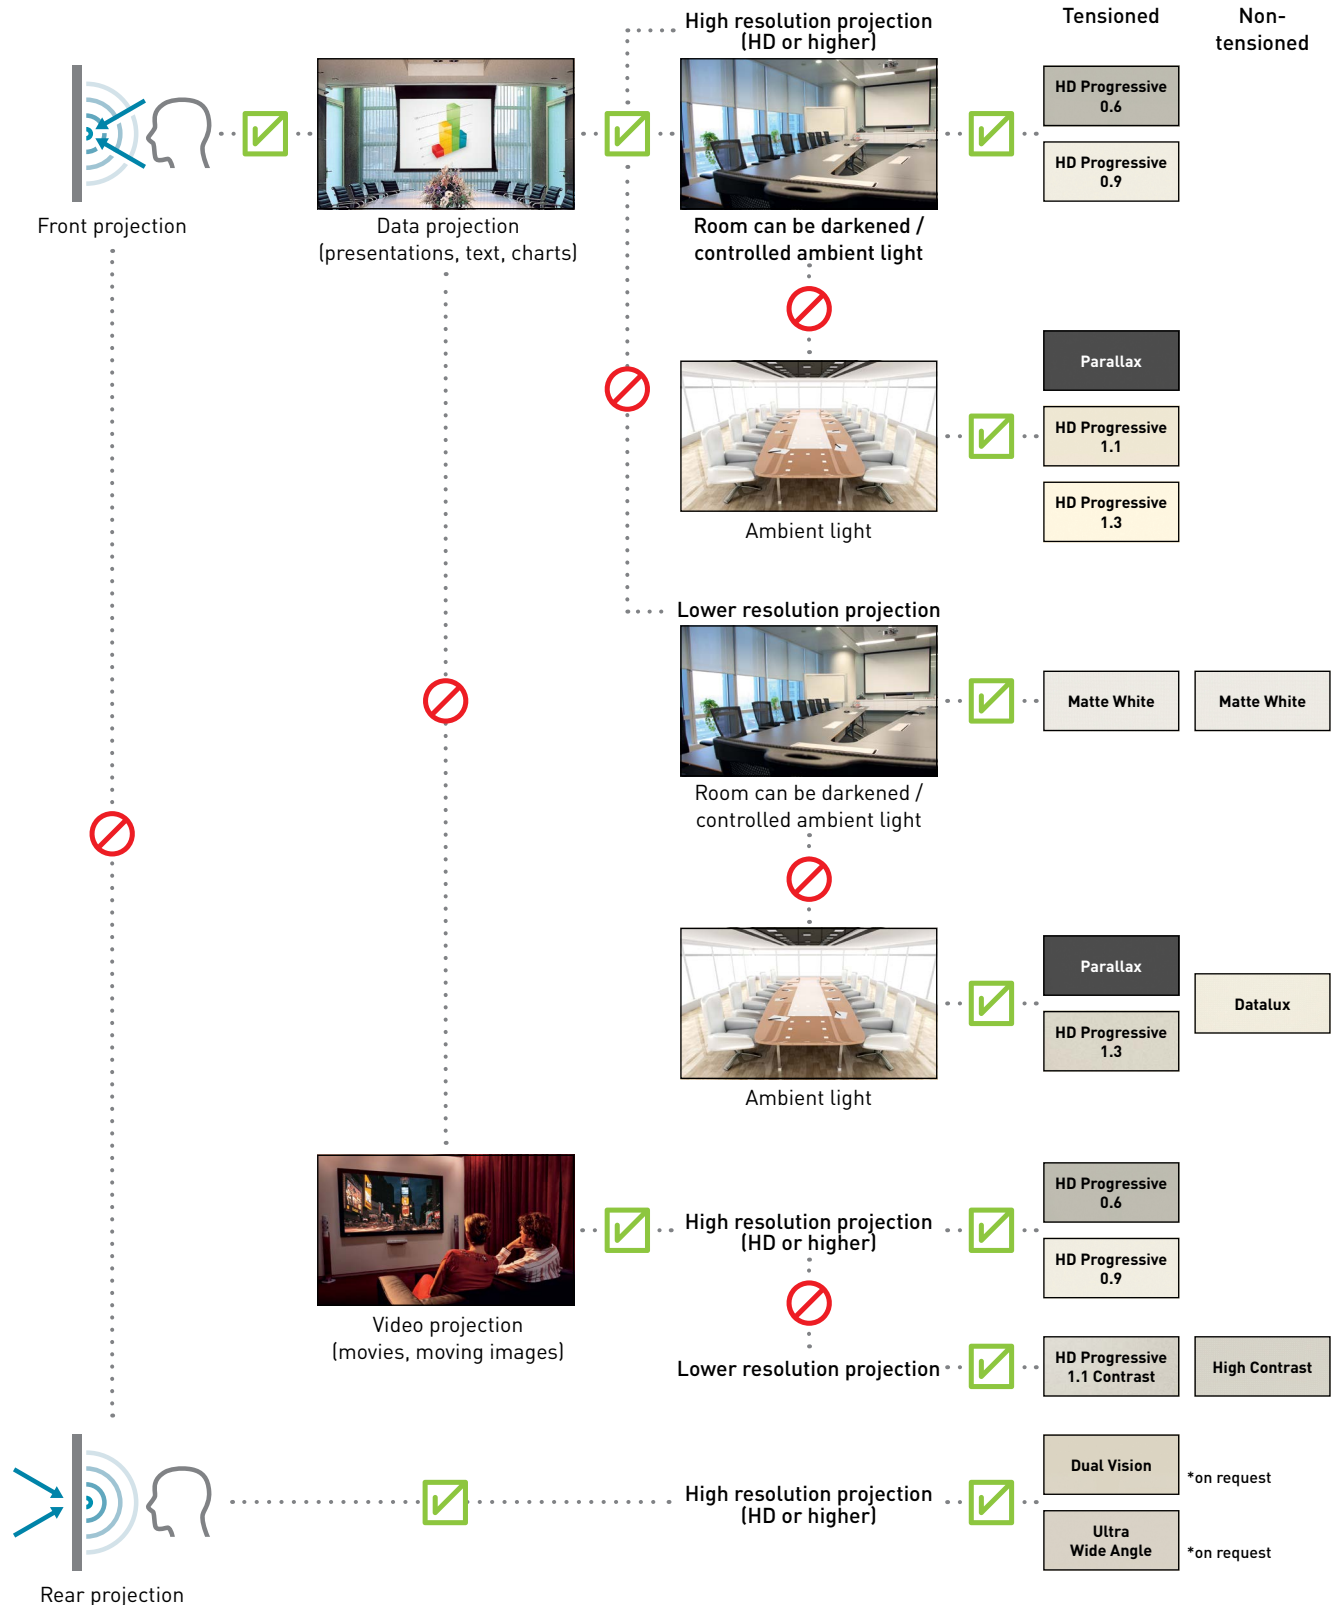 Tensioned
Non-
tensioned
High resolution projection
(HD or higher)
HD Progressive
0.6
HD Progressive
0.9
Front projection
Data projection
(presentations, text, charts)
Room can be darkened /
controlled ambient light
Parallax
HD Progressive
1.1
HD Progressive
1.3
Ambient light
Lower resolution projection
Matte White
Matte White
Room can be darkened /
controlled ambient light
Parallax
HD Progressive
1.3
Datalux
Ambient light
HD Progressive
0.6
High resolution projection
(HD or higher)
HD Progressive
0.9
Video projection
(movies, moving images)
Lower resolution projection
HD Progressive
1.1 Contrast
High Contrast
Dual Vision
*on request
High resolution projection
(HD or higher)
Ultra
Wide Angle
*on request
Rear projection